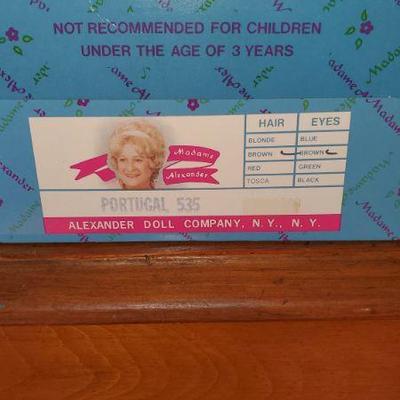 NOT RECOMMENDED FOR CHILDREN
UNDER THE AGE OF 3 YEARS
Madame
Alexander
HAIR EYES
BLONDE BLUE
BROWN BROWN
RED GREEN
TOSCA BLACK
PORTUGAL 535
ALEXANDER DOLL COMPANY, N.Y., N. Y.